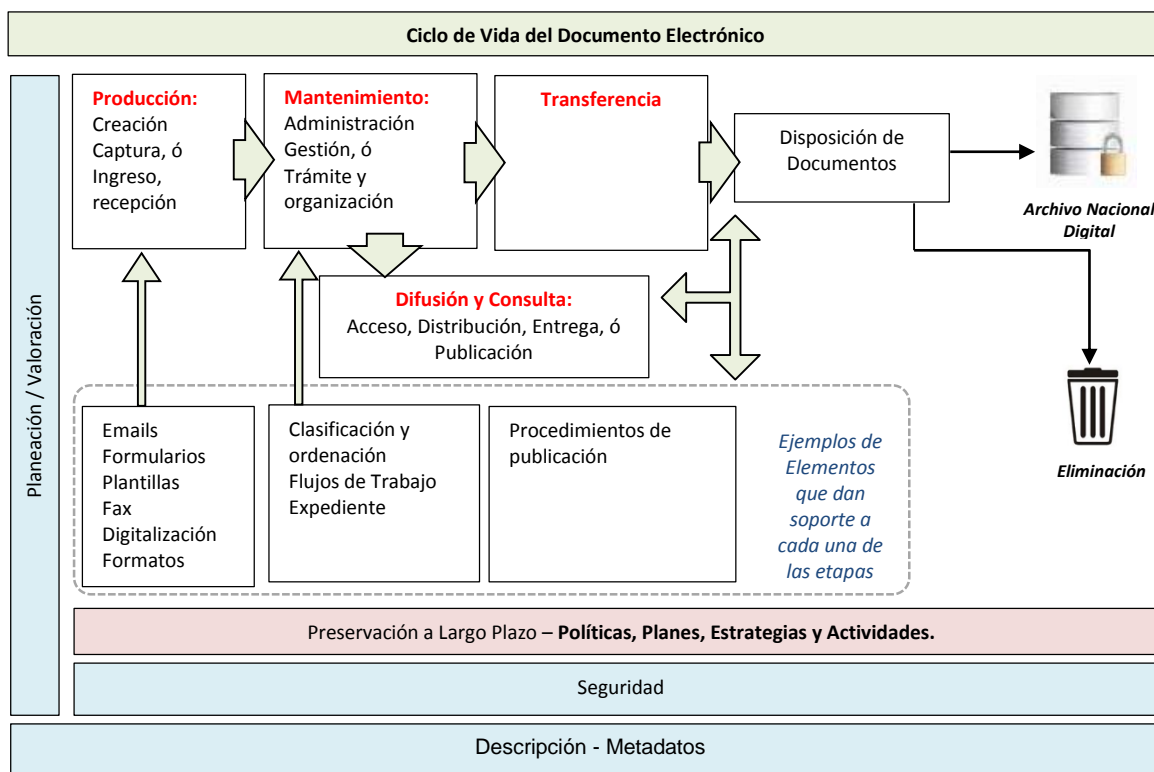 Ciclo de Vida del Documento Electrónico
Planeación / Valoración
Producción:
Creación
Captura, ó
Ingreso,
recepción
Mantenimiento:
Administración
Gestión, ó
Trámite y
organización
Transferencia
Disposición de
Documentos
Archivo Nacional
Digital
Difusión y Consulta:
Acceso, Distribución, Entrega, ó
Publicación
Eliminación
Emails
Formularios
Plantillas
Fax
Digitalización
Formatos
Clasificación y
ordenación
Flujos de Trabajo
Expediente
Procedimientos de
publicación
Ejemplos de
Elementos
que dan
soporte a
cada una de
las etapas
Preservación a Largo Plazo – Políticas, Planes, Estrategias y Actividades.
Seguridad
Descripción - Metadatos